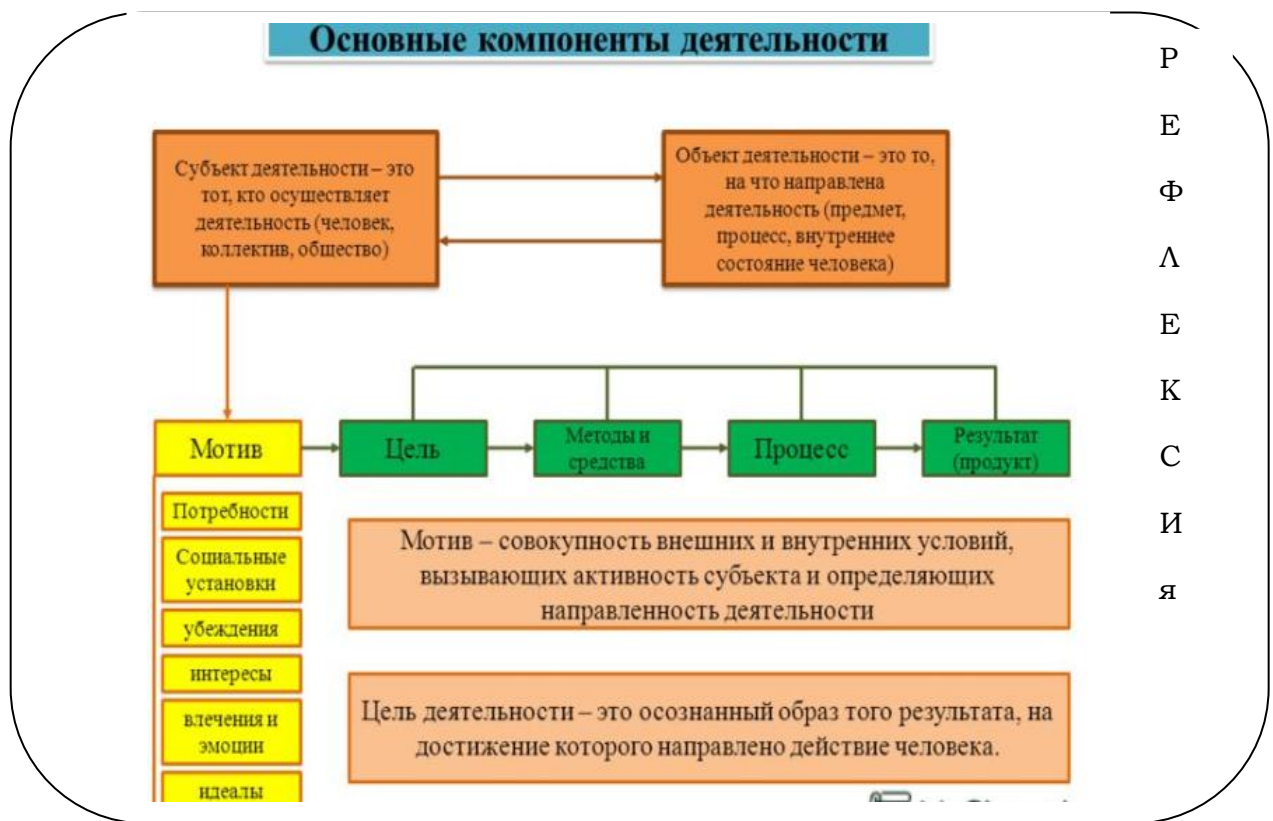 Основные компоненты деятельности
Субъект деятельности – это
тот, кто осуществляет
деятельность (человек,
коллектив, общество)
Объект деятельности – это то,
на что направлена
деятельность (предмет,
процесс, внутреннее
состояние человека)
Мотив
Цель
Методы и
средства
Процесс
Результат
(продукт)
Потребности
Социальные
установки
убеждения
интересы
влечения и
эмоции
идеалы
Мотив – совокупность внешних и внутренних условий,
вызывающих активность субъекта и определяющих
направленность деятельности
Цель деятельности – это осознанный образ того результата, на
достижение которого направлено действие человека.
Р
Е
Ф
Л
Е
К
С
И
я